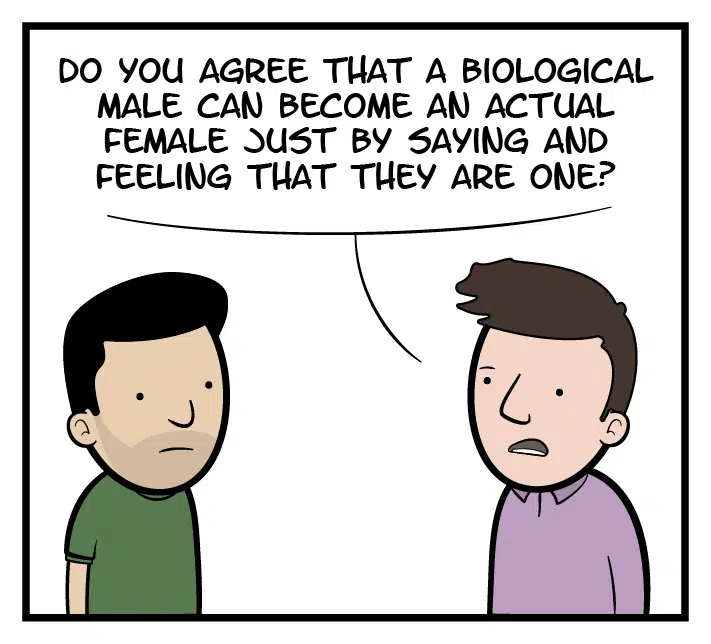 DO YOU AGREE THAT A BIOLOGICAL
MALE CAN BECOME AN ACTUAL
FEMALE JUST BY SAYING AND
FEELING THAT THEY ARE ONE?